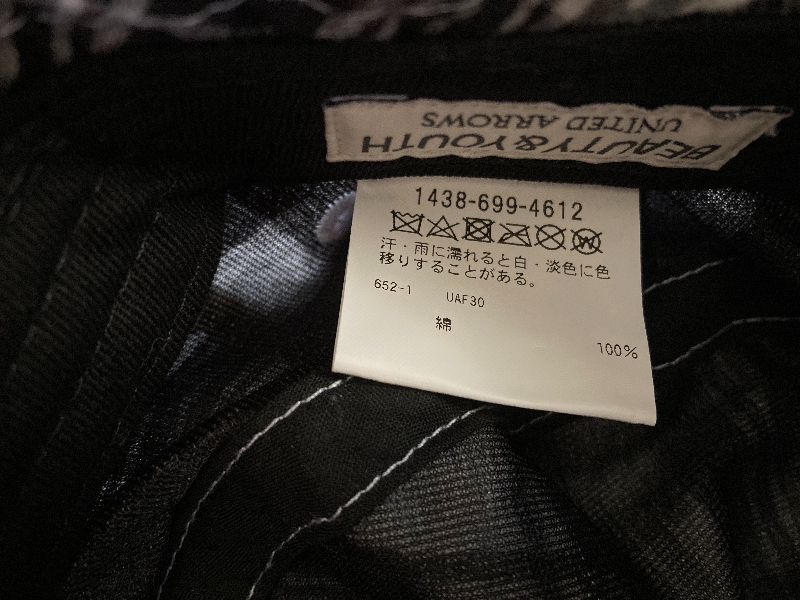 BEAUTY&YOUTH
UNITED ARROWS
1438-699-4612
汗・雨に濡れると白・淡色に色
移りすることがある。
652-1 UAF30
綿
100%